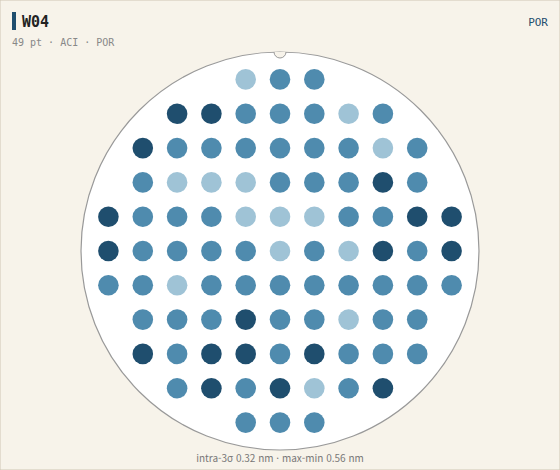 W04
POR
49 pt · ACI · POR
intra-3σ 0.32 nm · max-min 0.56 nm